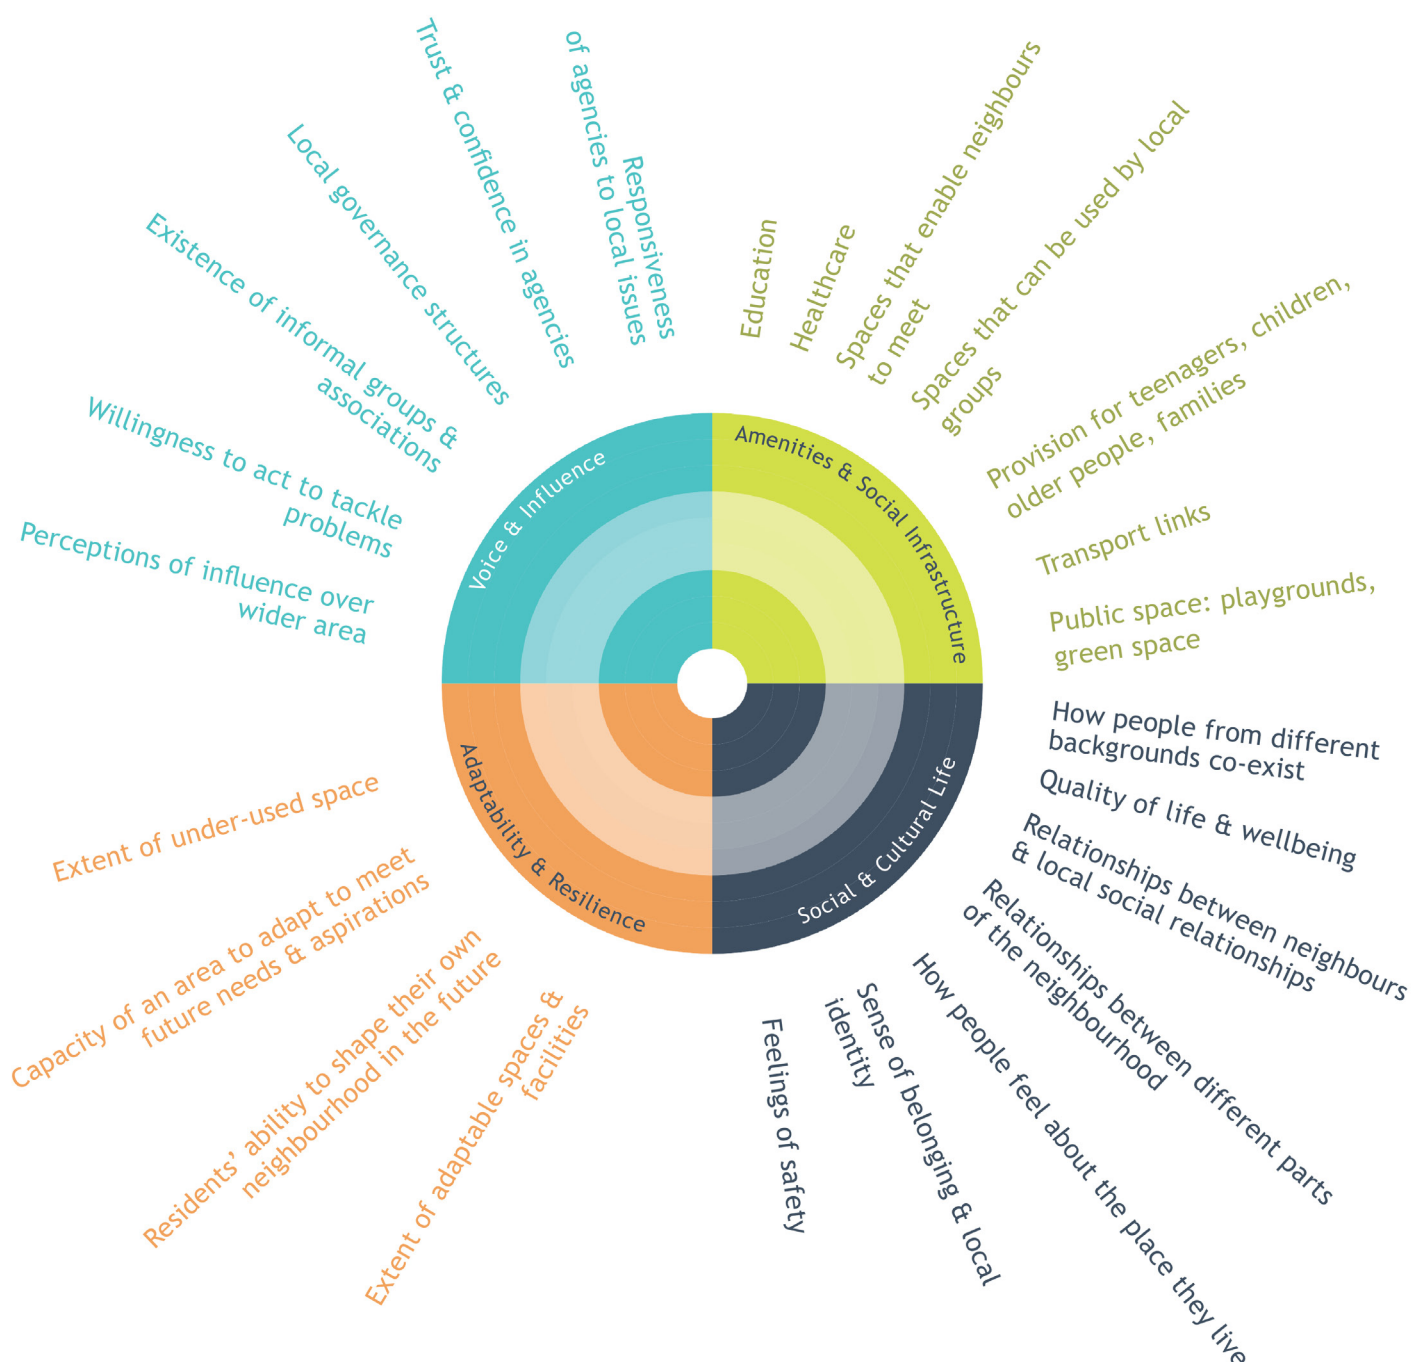 Voice & Influence
Perceptions of influence over
wider area
Willingness to act to tackle
problems
Existence of informal groups &
associations
Local governance structures
Trust & confidence in agencies
Responsiveness
of agencies to local issues
Amenities & Social Infrastructure
Education
Healthcare
Spaces that enable neighbours
to meet
Spaces that can be used by local
groups
Provision for teenagers, children,
older people, families
Transport links
Public space: playgrounds,
green space
Social & Cultural Life
How people from different
backgrounds co-exist
Quality of life & wellbeing
Relationships between neighbours
& local social relationships
Relationships between different parts
of the neighbourhood
How people feel about the place they live
Sense of belonging & local
identity
Feelings of safety
Adaptability & Resilience
Extent of adaptable spaces &
facilities
Residents’ ability to shape their own
neighbourhood in the future
Capacity of an area to adapt to meet
future needs & aspirations
Extent of under-used space